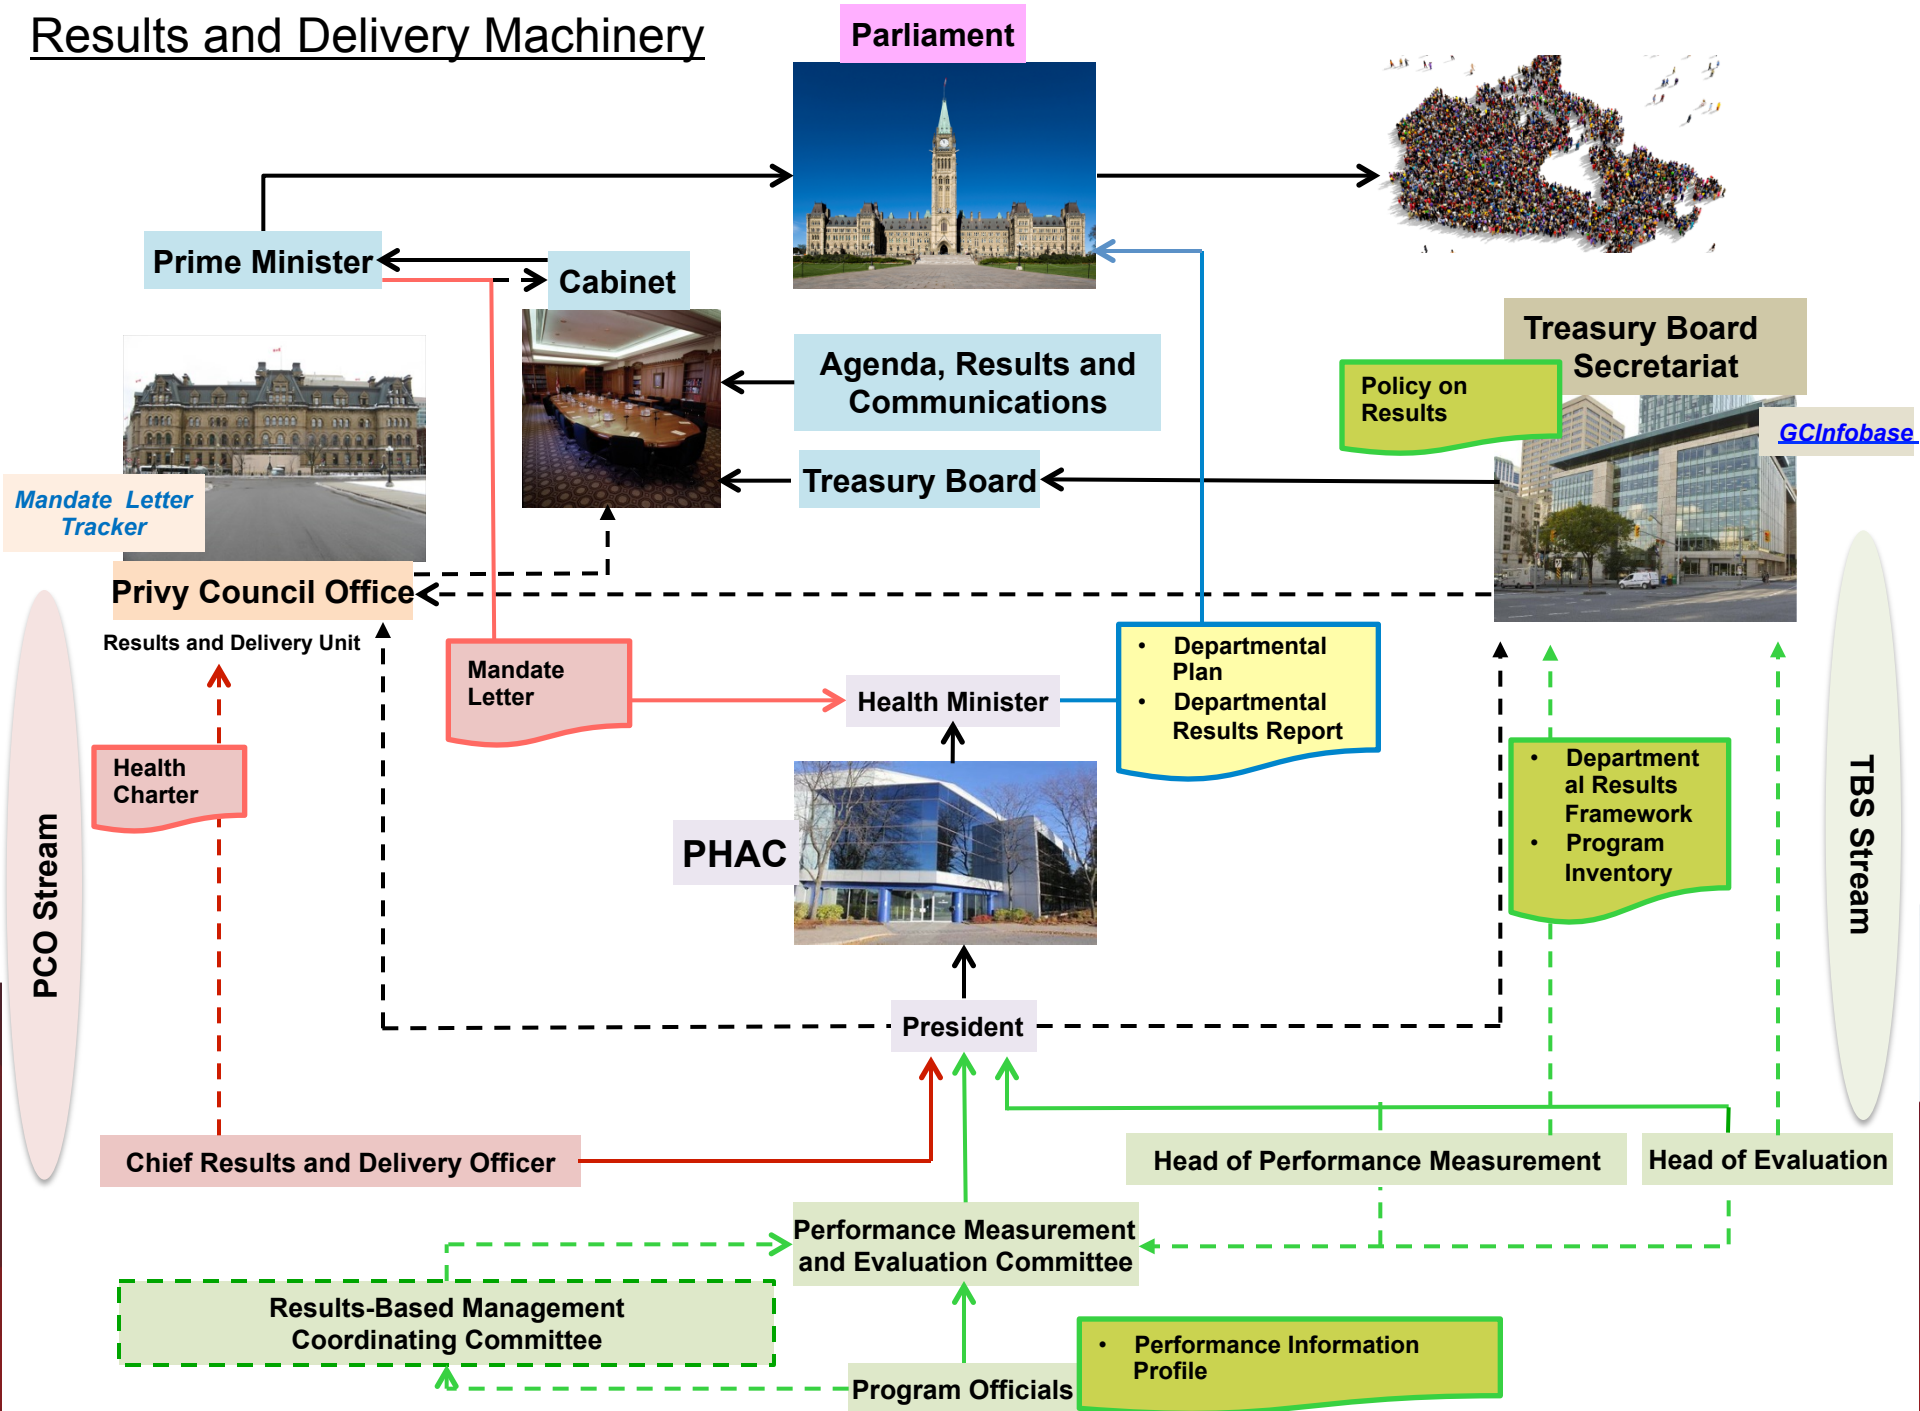 Results and Delivery Machinery
Parliament
Prime Minister
Cabinet
Agenda, Results and
Communications
Treasury Board
Treasury Board
Secretariat
Policy on
Results
GCInfobase
Mandate Letter
Tracker
Privy Council Office
Results and Delivery Unit
Mandate
Letter
Health Minister
• Departmental
Plan
• Departmental
Results Report
Health
Charter
PHAC
• Department
al Results
Framework
• Program
Inventory
PCO Stream
TBS Stream
President
Chief Results and Delivery Officer
Head of Performance Measurement
Head of Evaluation
Performance Measurement
and Evaluation Committee
Results-Based Management
Coordinating Committee
• Performance Information
Profile
Program Officials